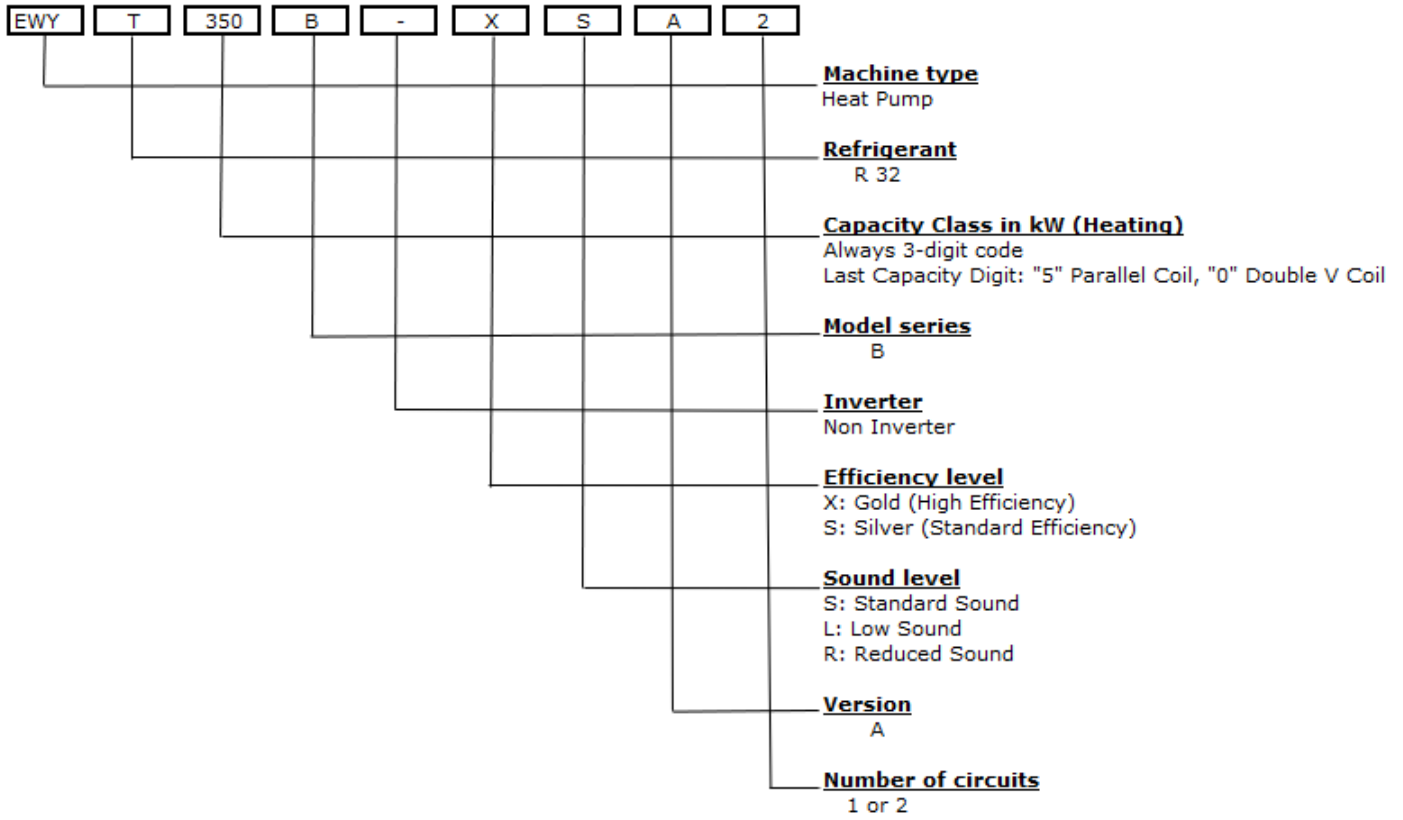 EWY T 350 B - X S A 2
Machine type
Heat Pump
Refrigerant
R 32
Capacity Class in kW (Heating)
Always 3-digit code
Last Capacity Digit: "5" Parallel Coil, "0" Double V Coil
Model series
B
Inverter
Non Inverter
Efficiency level
X: Gold (High Efficiency)
S: Silver (Standard Efficiency)
Sound level
S: Standard Sound
L: Low Sound
R: Reduced Sound
Version
A
Number of circuits
1 or 2